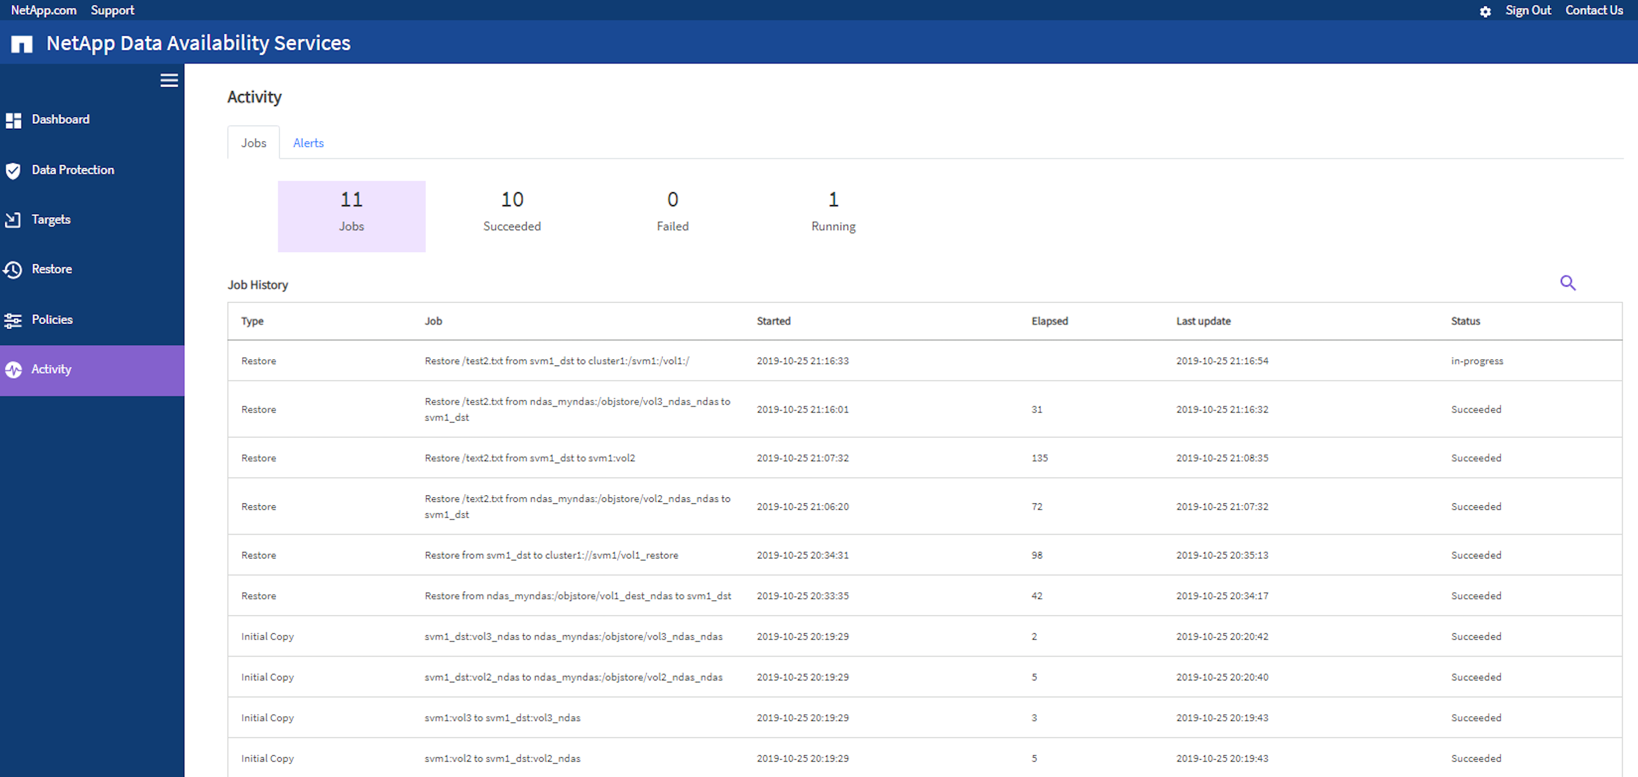 NetApp.com Support Sign Out Contact Us
NetApp Data Availability Services
Dashboard
Data Protection
Targets
Restore
Policies
Activity
Activity
Jobs Alerts
11 10 0 1
Jobs Succeeded Failed Running
Job History
Type Job Started Elapsed Last update Status
Restore Restore /test2.txt from svm1_dst to cluster1:/svm1:/vol1:/ 2019-10-25 21:16:33 2019-10-25 21:16:54 in-progress
Restore Restore /test2.txt from ndas_myndas:/objstore/vol3_ndas_ndas to
svm1_dst 2019-10-25 21:16:01 31 2019-10-25 21:16:32 Succeeded
Restore Restore /text2.txt from svm1_dst to svm1:vol2 2019-10-25 21:07:32 135 2019-10-25 21:08:35 Succeeded
Restore Restore /text2.txt from ndas_myndas:/objstore/vol2_ndas_ndas to
svm1_dst 2019-10-25 21:06:20 72 2019-10-25 21:07:32 Succeeded
Restore Restore from svm1_dst to cluster1://svm1/vol1_restore 2019-10-25 20:34:31 98 2019-10-25 20:35:13 Succeeded
Restore Restore from ndas_myndas:/objstore/vol1_dest_ndas to svm1_dst 2019-10-25 20:33:35 42 2019-10-25 20:34:17 Succeeded
Initial Copy svm1_dst:vol3_ndas to ndas_myndas:/objstore/vol3_ndas_ndas 2019-10-25 20:19:29 2 2019-10-25 20:20:42 Succeeded
Initial Copy svm1_dst:vol2_ndas to ndas_myndas:/objstore/vol2_ndas_ndas 2019-10-25 20:19:29 5 2019-10-25 20:20:40 Succeeded
Initial Copy svm1:vol3 to svm1_dst:vol3_ndas 2019-10-25 20:19:29 3 2019-10-25 20:19:43 Succeeded
Initial Copy svm1:vol2 to svm1_dst:vol2_ndas 2019-10-25 20:19:29 5 2019-10-25 20:19:43 Succeeded